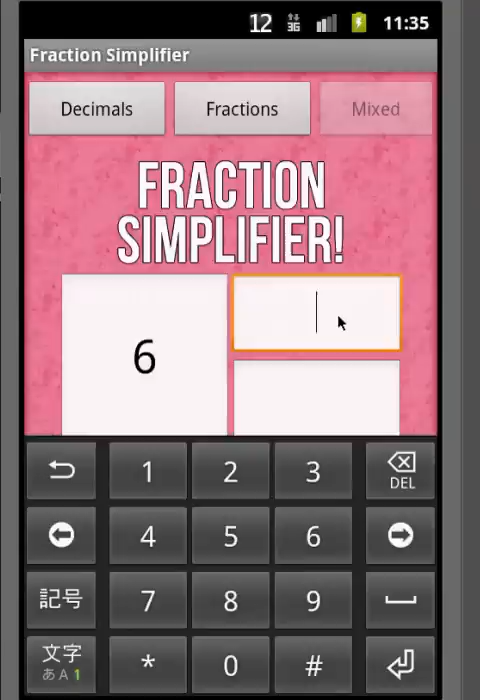 12 3G 11:35
Fraction Simplifier
Decimals Fractions Mixed
FRACTION
SIMPLIFIER!
6
1 2 3 DEL
4 5 6
記号 7 8 9
文字 あ A 1 * 0 #